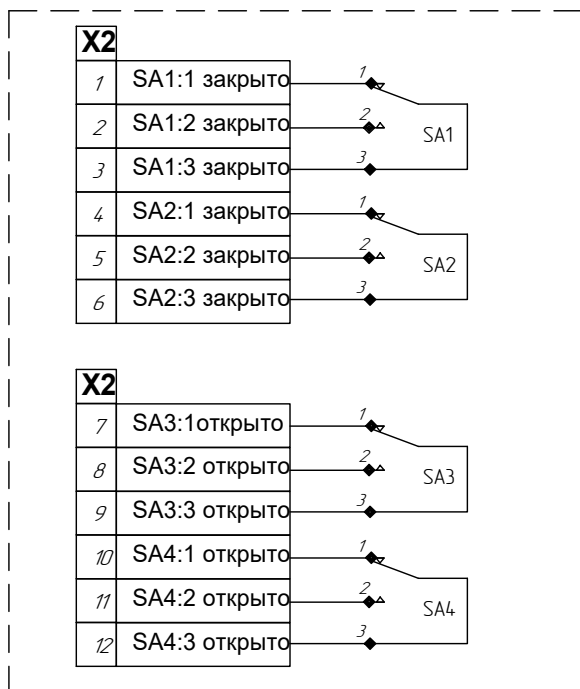 X2
1 SA1:1 закрыто 1
2 SA1:2 закрыто 2 SA1
3 SA1:3 закрыто 3
4 SA2:1 закрыто 1
5 SA2:2 закрыто 2 SA2
6 SA2:3 закрыто 3
X2
7 SA3:1открыто 1
8 SA3:2 открыто 2 SA3
9 SA3:3 открыто 3
10 SA4:1 открыто 1
11 SA4:2 открыто 2 SA4
12 SA4:3 открыто 3